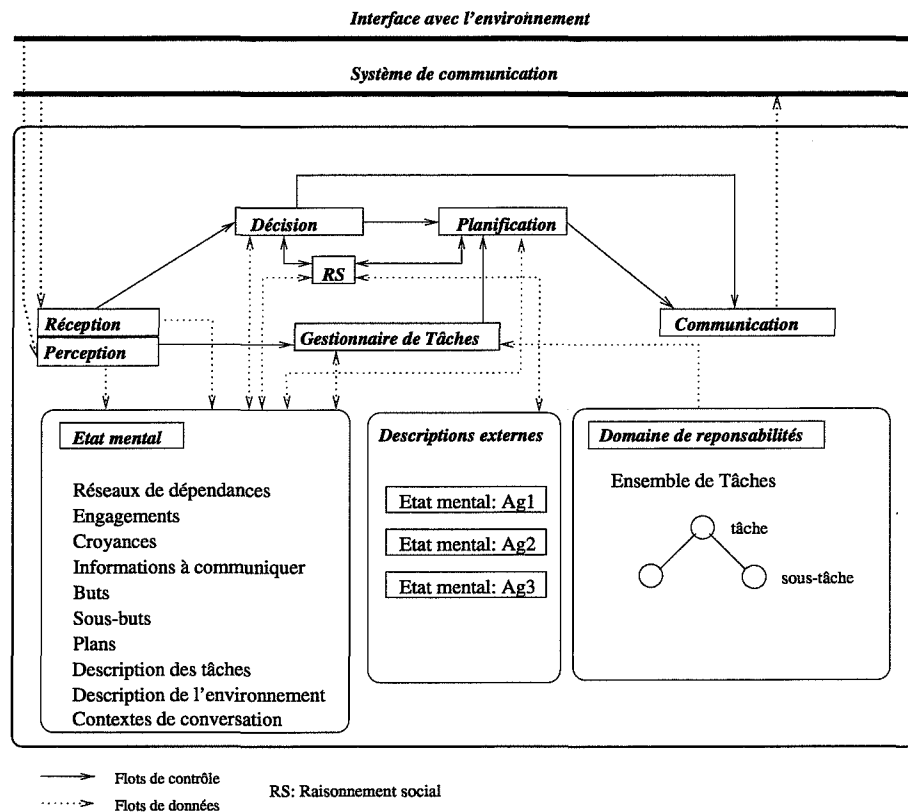 Interface avec l'environnement
Système de communication
Décision
Planification
RS
Réception
Perception
Gestionnaire de Tâches
Communication
Etat mental
Réseaux de dépendances
Engagements
Croyances
Informations à communiquer
Buts
Sous-buts
Plans
Description des tâches
Description de l'environnement
Contextes de conversation
Descriptions externes
Etat mental: Ag1
Etat mental: Ag2
Etat mental: Ag3
Domaine de reponsabilités
Ensemble de Tâches
tâche
sous-tâche
Flots de contrôle
Flots de données
RS: Raisonnement social